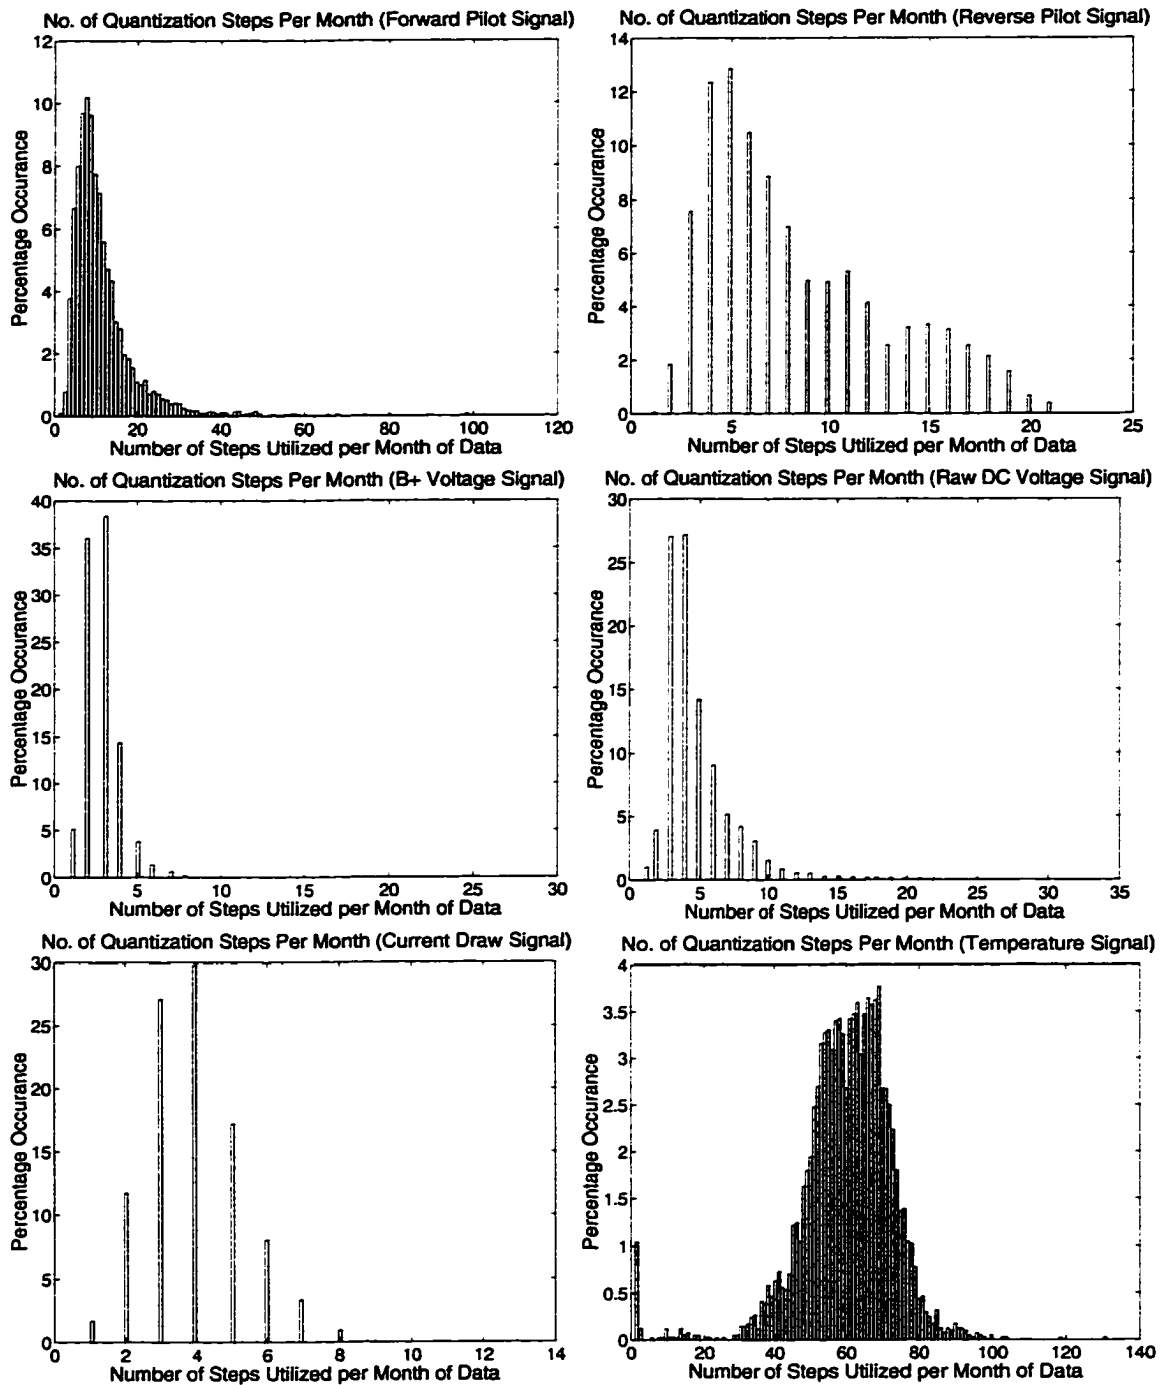 No. of Quantization Steps Per Month (Forward Pilot Signal)
12
10
8
6
4
2
0
Percentage Occurance
0 20 40 60 80 100 120
Number of Steps Utilized per Month of Data
No. of Quantization Steps Per Month (Reverse Pilot Signal)
14
12
10
8
6
4
2
0
Percentage Occurance
0 5 10 15 20 25
Number of Steps Utilized per Month of Data
No. of Quantization Steps Per Month (B+ Voltage Signal)
40
35
30
25
20
15
10
5
0
Percentage Occurance
0 5 10 15 20 25 30
Number of Steps Utilized per Month of Data
No. of Quantization Steps Per Month (Raw DC Voltage Signal)
30
25
20
15
10
5
0
Percentage Occurance
0 5 10 15 20 25 30 35
Number of Steps Utilized per Month of Data
No. of Quantization Steps Per Month (Current Draw Signal)
30
25
20
15
10
5
0
Percentage Occurance
0 2 4 6 8 10 12 14
Number of Steps Utilized per Month of Data
No. of Quantization Steps Per Month (Temperature Signal)
4
3.5
3
2.5
2
1.5
1
0.5
0
Percentage Occurance
0 20 40 60 80 100 120 140
Number of Steps Utilized per Month of Data